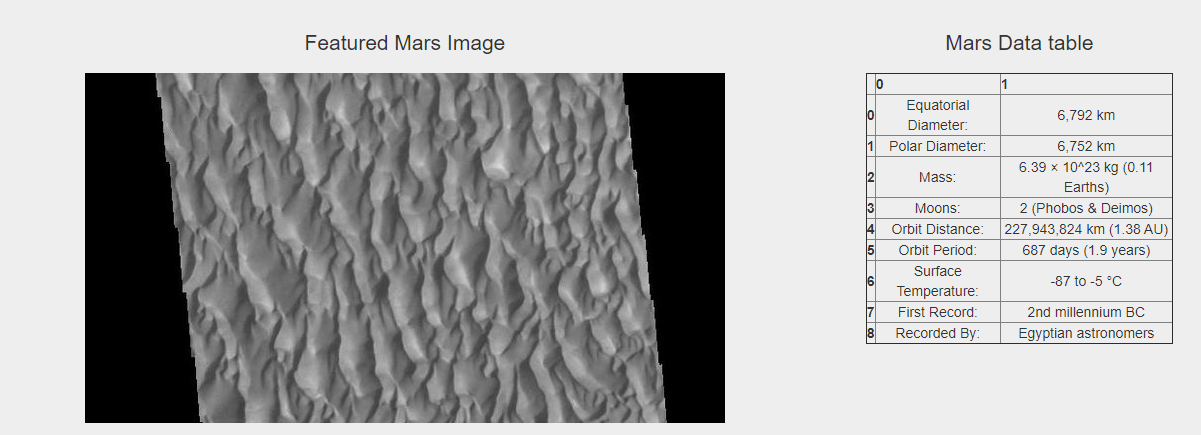 Featured Mars Image
Mars Data table
0 1
0 Equatorial Diameter: 6,792 km
1 Polar Diameter: 6,752 km
2 Mass: 6.39 × 10^23 kg (0.11 Earths)
3 Moons: 2 (Phobos & Deimos)
4 Orbit Distance: 227,943,824 km (1.38 AU)
5 Orbit Period: 687 days (1.9 years)
6 Surface Temperature: -87 to -5 °C
7 First Record: 2nd millennium BC
8 Recorded By: Egyptian astronomers